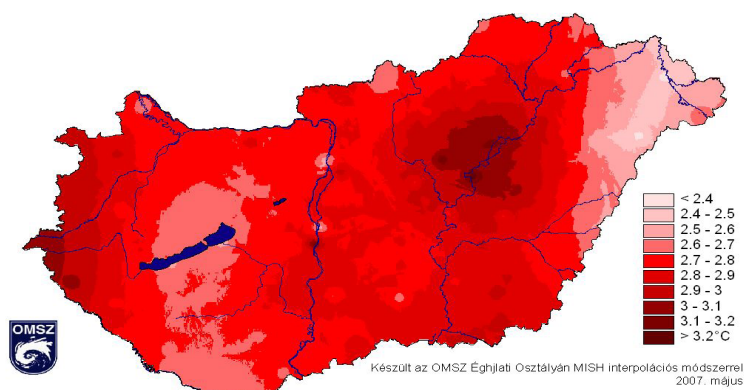 < 2.4
2.4 - 2.5
2.5 - 2.6
2.6 - 2.7
2.7 - 2.8
2.8 - 2.9
2.9 - 3
3 - 3.1
3.1 - 3.2
> 3.2°C
OMSZ
Készült az OMSZ Éghjlati Osztályán MISH interpolációs módszerrel
2007. május